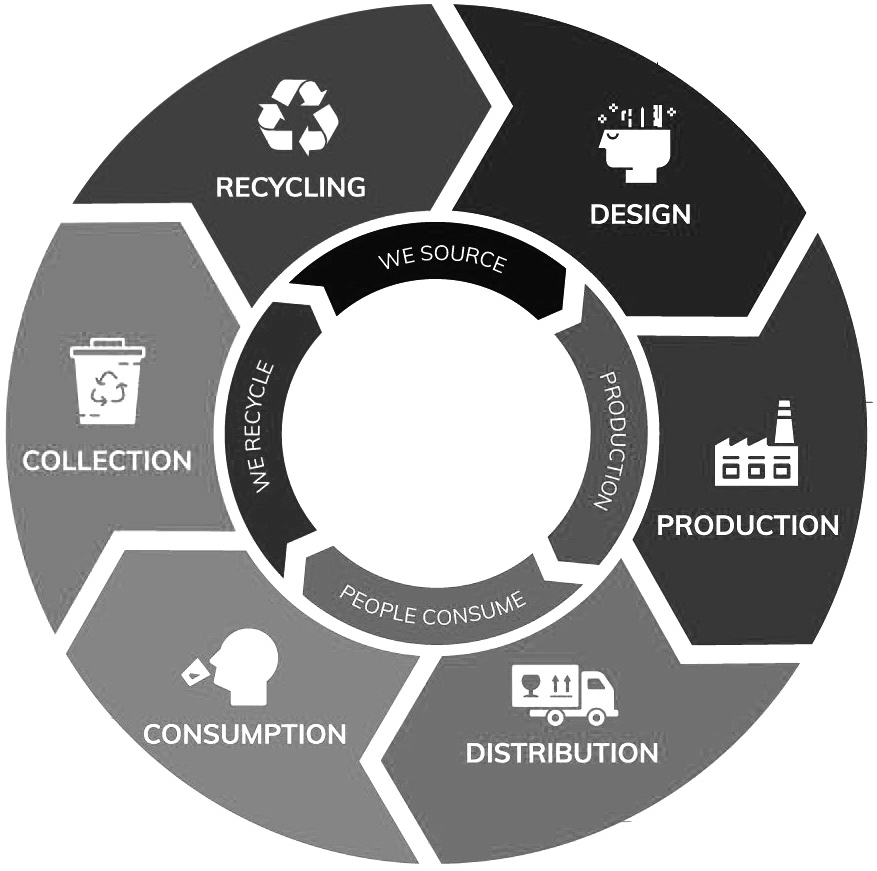 RECYCLING
DESIGN
WE SOURCE
WE RECYCLE
PRODUCTION
COLLECTION
PRODUCTION
PEOPLE CONSUME
CONSUMPTION
DISTRIBUTION